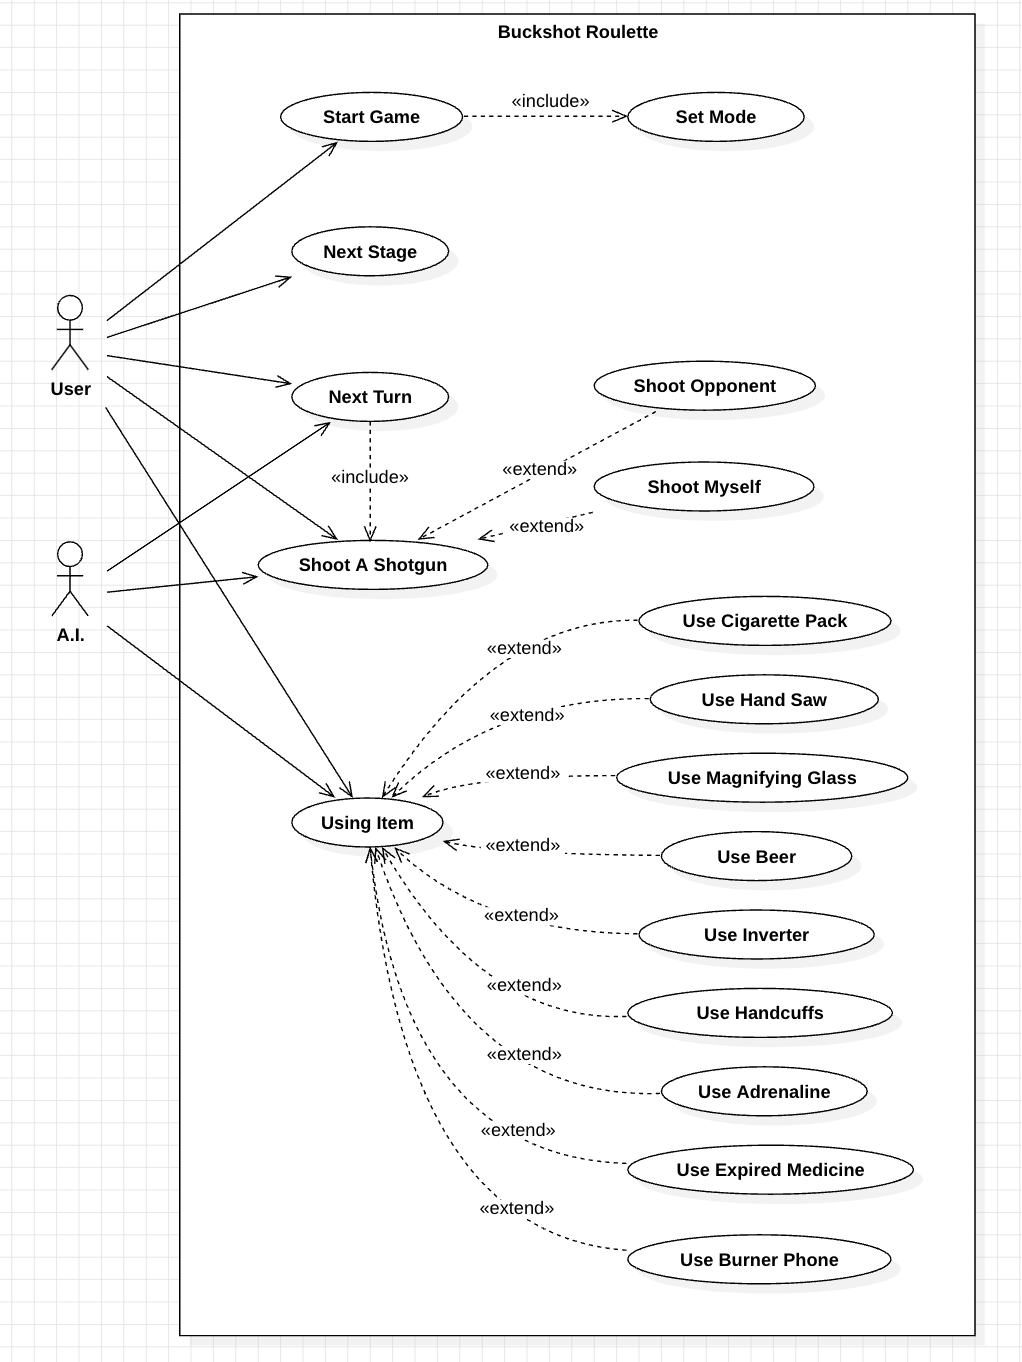 Buckshot Roulette
Start Game
«include»
Set Mode
Next Stage
User
Next Turn
Shoot Opponent
«include»
«extend»
Shoot Myself
«extend»
Shoot A Shotgun
A.I.
Use Cigarette Pack
«extend»
Use Hand Saw
«extend»
Use Magnifying Glass
«extend»
Using Item
Use Beer
«extend»
Use Inverter
«extend»
Use Handcuffs
«extend»
Use Adrenaline
«extend»
Use Expired Medicine
«extend»
Use Burner Phone
«extend»